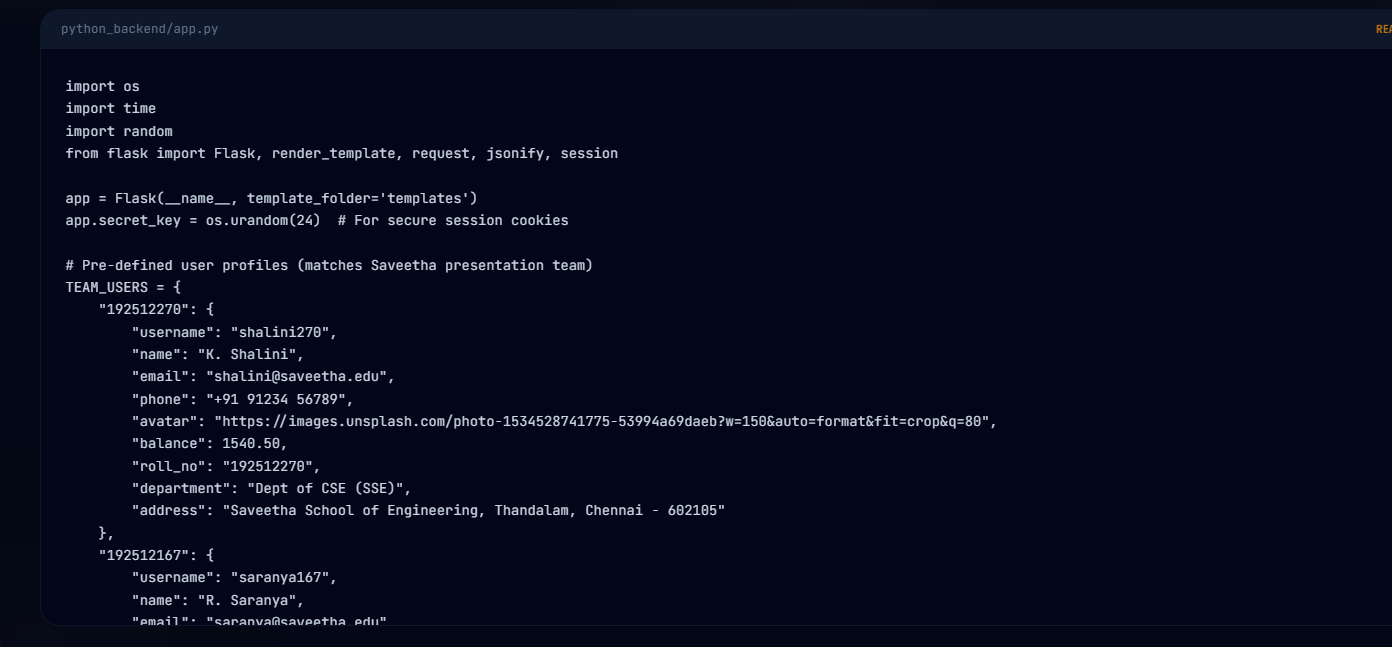 python_backend/app.py
import os
import time
import random
from flask import Flask, render_template, request, jsonify, session
app = Flask(__name__, template_folder='templates')
app.secret_key = os.urandom(24)  # For secure session cookies
# Pre-defined user profiles (matches Saveetha presentation team)
TEAM_USERS = {
    "192512270": {
        "username": "shalini270",
        "name": "K. Shalini",
        "email": "shalini@saveetha.edu",
        "phone": "+91 91234 56789",
        "avatar": "https://images.unsplash.com/photo-1534528741775-53994a69daeb?w=150&auto=format&fit=crop&q=80",
        "balance": 1540.50,
        "roll_no": "192512270",
        "department": "Dept of CSE (SSE)",
        "address": "Saveetha School of Engineering, Thandalam, Chennai - 602105"
    },
    "192512167": {
        "username": "saranya167",
        "name": "R. Saranya",
        "email": "saranya@saveetha.edu"